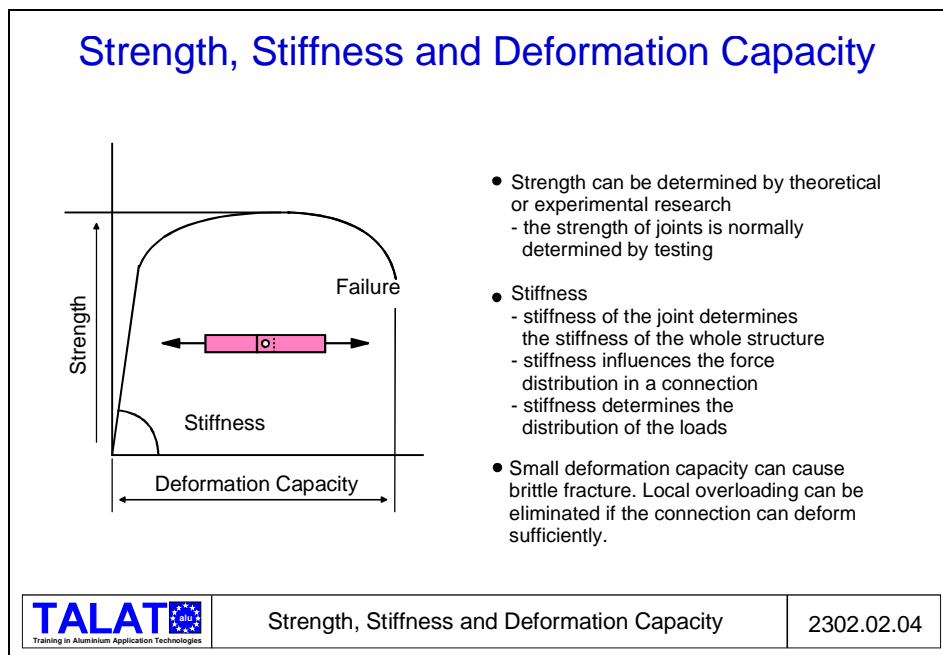 Strength, Stiffness and Deformation Capacity
Strength
Failure
Stiffness
Deformation Capacity
● Strength can be determined by theoretical
or experimental research
- the strength of joints is normally
determined by testing
● Stiffness
- stiffness of the joint determines
the stiffness of the whole structure
- stiffness influences the force
distribution in a connection
- stiffness determines the
distribution of the loads
● Small deformation capacity can cause
brittle fracture. Local overloading can be
eliminated if the connection can deform
sufficiently.
TALAT
alu
Training in Aluminium Application Technologies
Strength, Stiffness and Deformation Capacity
2302.02.04